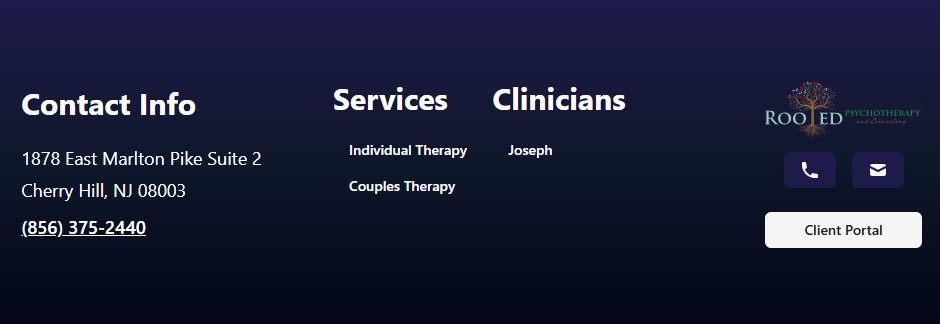 Contact Info
1878 East Marlton Pike Suite 2
Cherry Hill, NJ 08003
(856) 375-2440
Services
Individual Therapy
Couples Therapy
Clinicians
Joseph
ROOTED PSYCHOTHERAPY
and Counseling
Client Portal